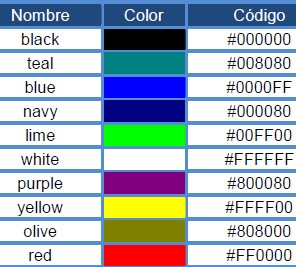 Nombre Color Código
black #000000
teal #008080
blue #0000FF
navy #000080
lime #00FF00
white #FFFFFF
purple #800080
yellow #FFFF00
olive #808000
red #FF0000